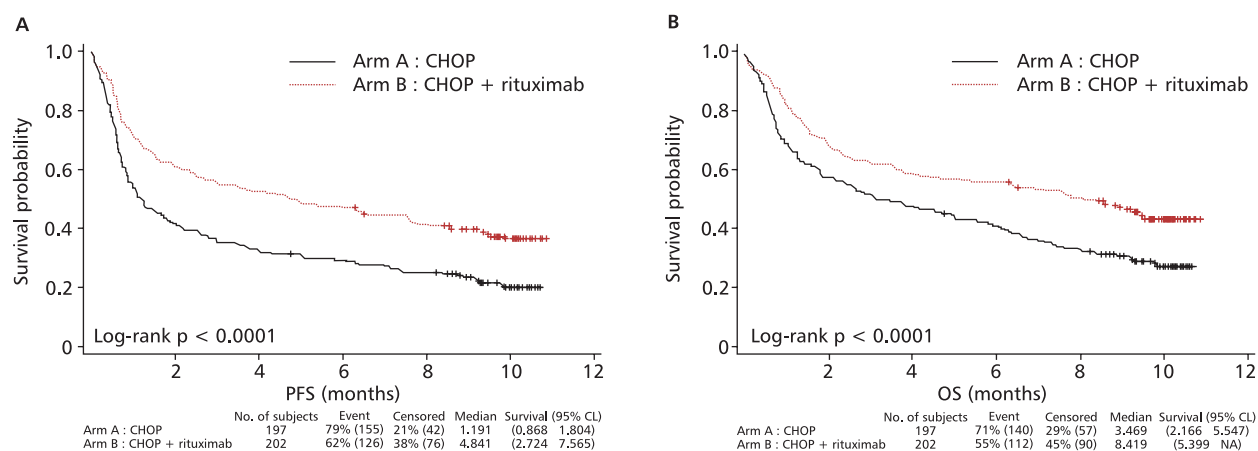 A
Survival probability
1.0
0.8
0.6
0.4
0.2
0
Arm A : CHOP
Arm B : CHOP + rituximab
Log-rank p < 0.0001
2 4 6 8 10 12
PFS (months)
No. of subjects Event Censored Median Survival (95% CL)
Arm A : CHOP 197 79% (155) 21% (42) 1.191 (0.868 1.804)
Arm B : CHOP + rituximab 202 62% (126) 38% (76) 4.841 (2.724 7.565)
B
Survival probability
1.0
0.8
0.6
0.4
0.2
0
Arm A : CHOP
Arm B : CHOP + rituximab
Log-rank p < 0.0001
2 4 6 8 10 12
OS (months)
No. of subjects Event Censored Median Survival (95% CL)
Arm A : CHOP 197 71% (140) 29% (57) 3.469 (2.166 5.547)
Arm B : CHOP + rituximab 202 55% (112) 45% (90) 8.419 (5.399 NA)